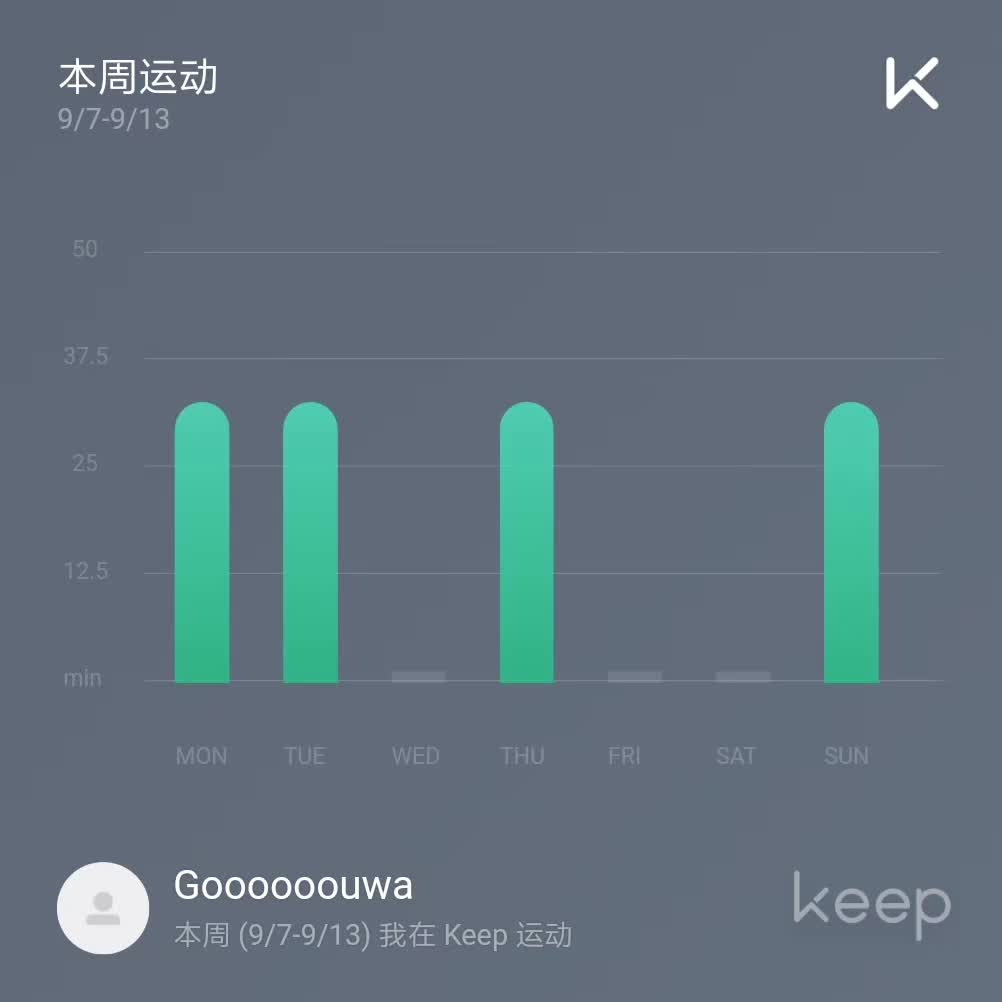 本周运动
9/7-9/13
50
37.5
25
12.5
min
MON TUE WED THU FRI SAT SUN
Goooooouwa
本周 (9/7-9/13) 我在 Keep 运动
keep